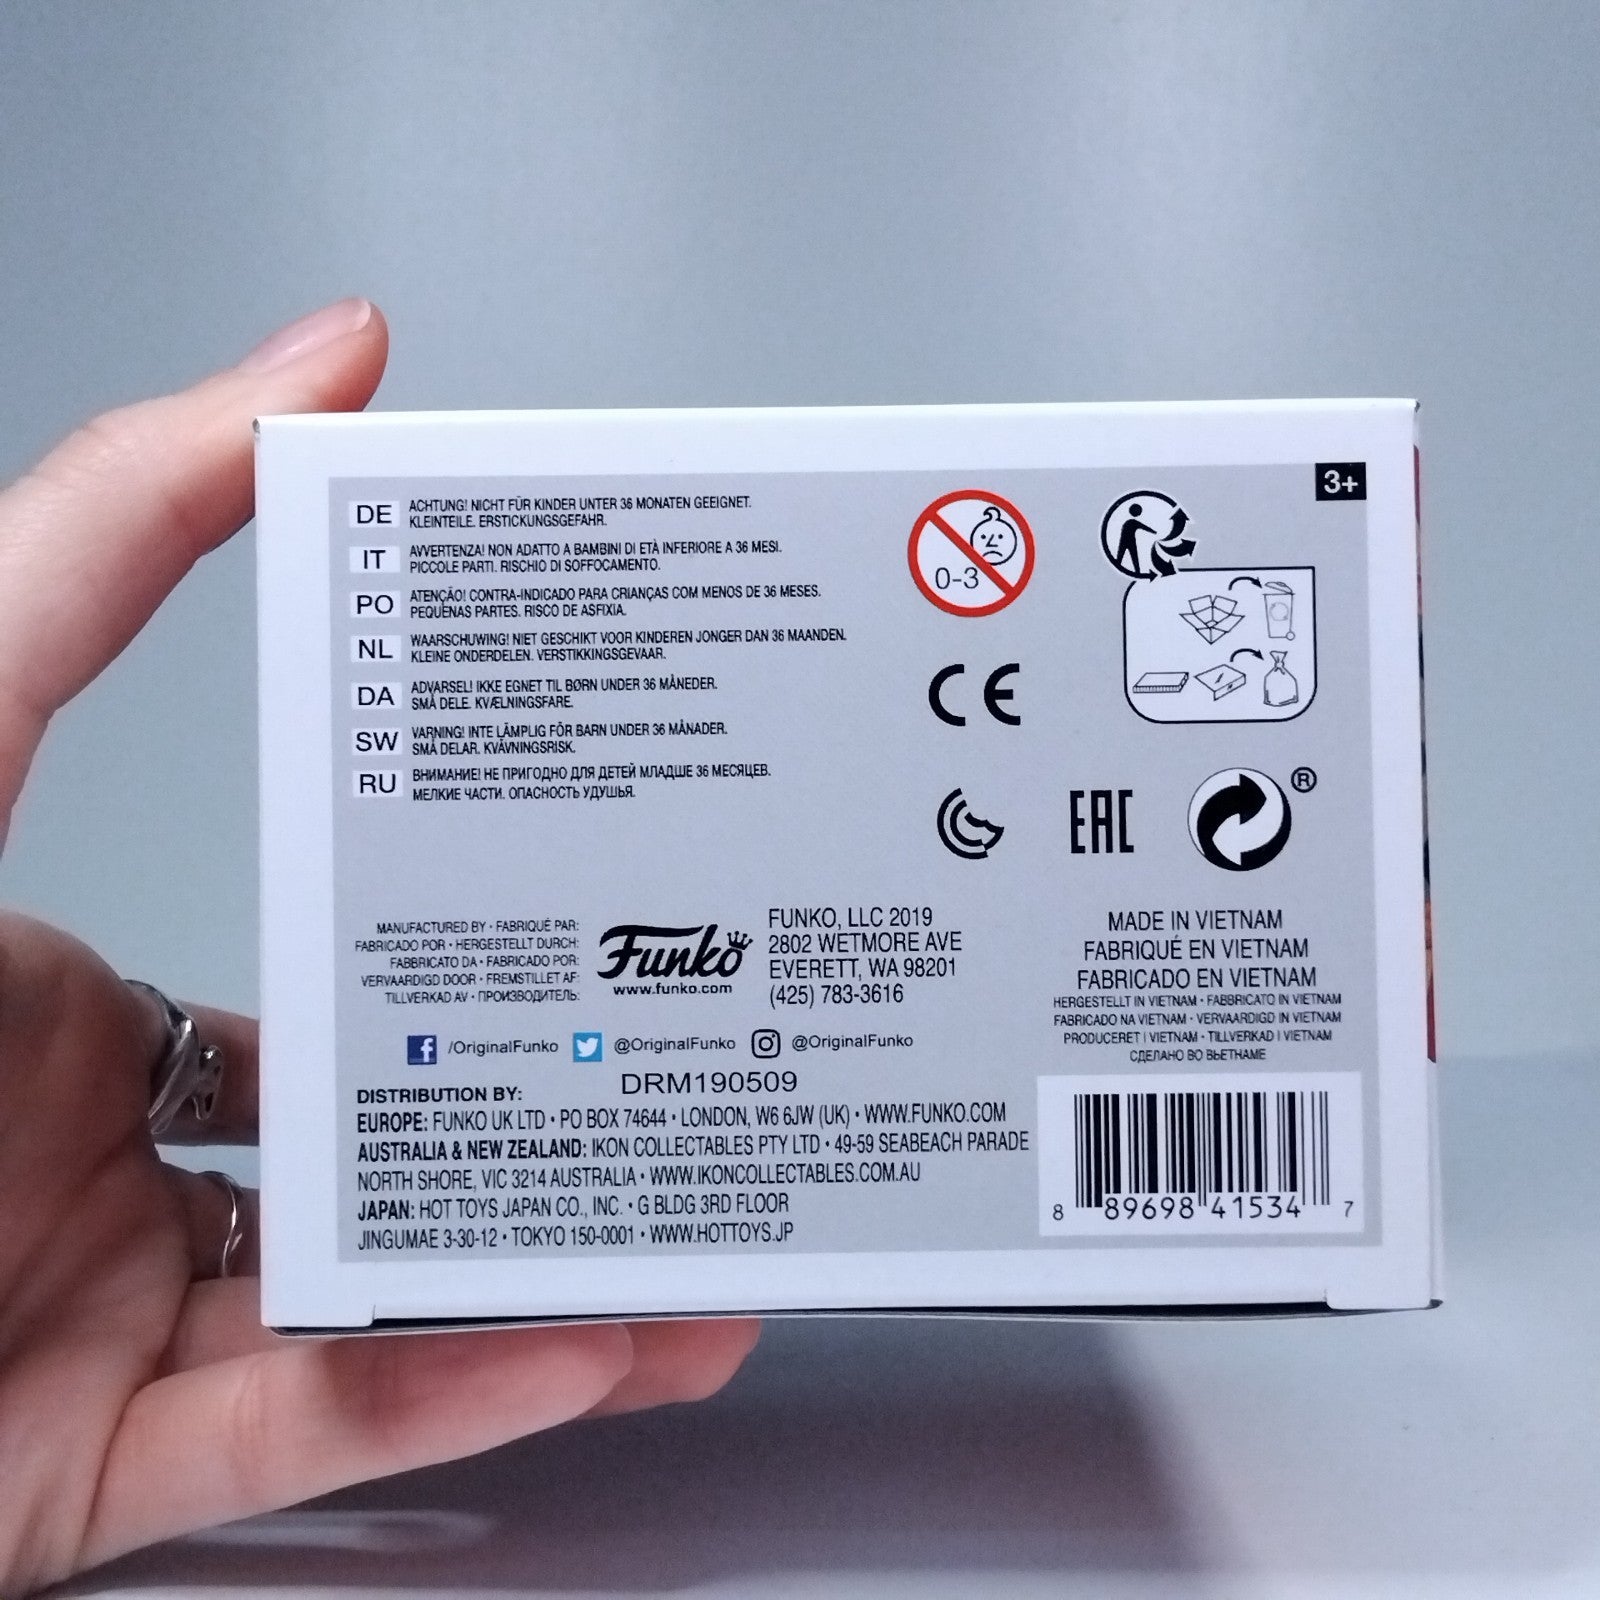 3+
DE ACHTUNG! NICHT FÜR KINDER UNTER 36 MONATEN GEEIGNET.
KLEINTEILE. ERSTICKUNGSGEFAHR.
IT AVVERTENZA! NON ADATTO A BAMBINI DI ETÀ INFERIORE A 36 MESI.
PICCOLE PARTI. RISCHIO DI SOFFOCAMENTO.
PO ATENÇÃO! CONTRA-INDICADO PARA CRIANÇAS COM MENOS DE 36 MESES.
PEQUENAS PARTES. RISCO DE ASFIXIA.
NL WAARSCHUWING! NIET GESCHIKT VOOR KINDEREN JONGER DAN 36 MAANDEN.
KLEINE ONDERDELEN. VERSTIKKINGSGEVAAR.
DA ADVARSEL! IKKE EGNET TIL BØRN UNDER 36 MÅNEDER.
SMÅ DELE. KVÆLNINGSFARE.
SW VARNING! INTE LÄMPLIG FÖR BARN UNDER 36 MÅNADER.
SMÅ DELAR. KVÄVNINGSRISK.
RU ВНИМАНИЕ! НЕ ПРИГОДНО ДЛЯ ДЕТЕЙ МЛАДШЕ 36 МЕСЯЦЕВ.
МЕЛКИЕ ЧАСТИ. ОПАСНОСТЬ УДУШЬЯ.
0-3
CE
EAC
®
MANUFACTURED BY • FABRIQUÉ PAR:
FABRICADO POR • HERGESTELLT DURCH:
FABBRICATO DA • FABRICADO POR:
VERVAARDIGD DOOR • FREMSTILLET AF:
TILLVERKAD AV • ПРОИЗВОДИТЕЛЬ:
Funko
www.funko.com
FUNKO, LLC 2019
2802 WETMORE AVE
EVERETT, WA 98201
(425) 783-3616
MADE IN VIETNAM
FABRIQUÉ EN VIETNAM
FABRICADO EN VIETNAM
HERGESTELLT IN VIETNAM • FABBRICATO IN VIETNAM
FABRICADO NA VIETNAM • VERVAARDIGD IN VIETNAM
PRODUCERET I VIETNAM • TILLVERKAD I VIETNAM
СДЕЛАНО ВО ВЬЕТНАМЕ
f /OriginalFunko @OriginalFunko @OriginalFunko
DRM190509
DISTRIBUTION BY:
EUROPE: FUNKO UK LTD • PO BOX 74644 • LONDON, W6 6JW (UK) • WWW.FUNKO.COM
AUSTRALIA & NEW ZEALAND: IKON COLLECTABLES PTY LTD • 49-59 SEABEACH PARADE
NORTH SHORE, VIC 3214 AUSTRALIA • WWW.IKONCOLLECTABLES.COM.AU
JAPAN: HOT TOYS JAPAN CO., INC. • G BLDG 3RD FLOOR
JINGUMAE 3-30-12 • TOKYO 150-0001 • WWW.HOTTOYS.JP
8 89698 41534 7